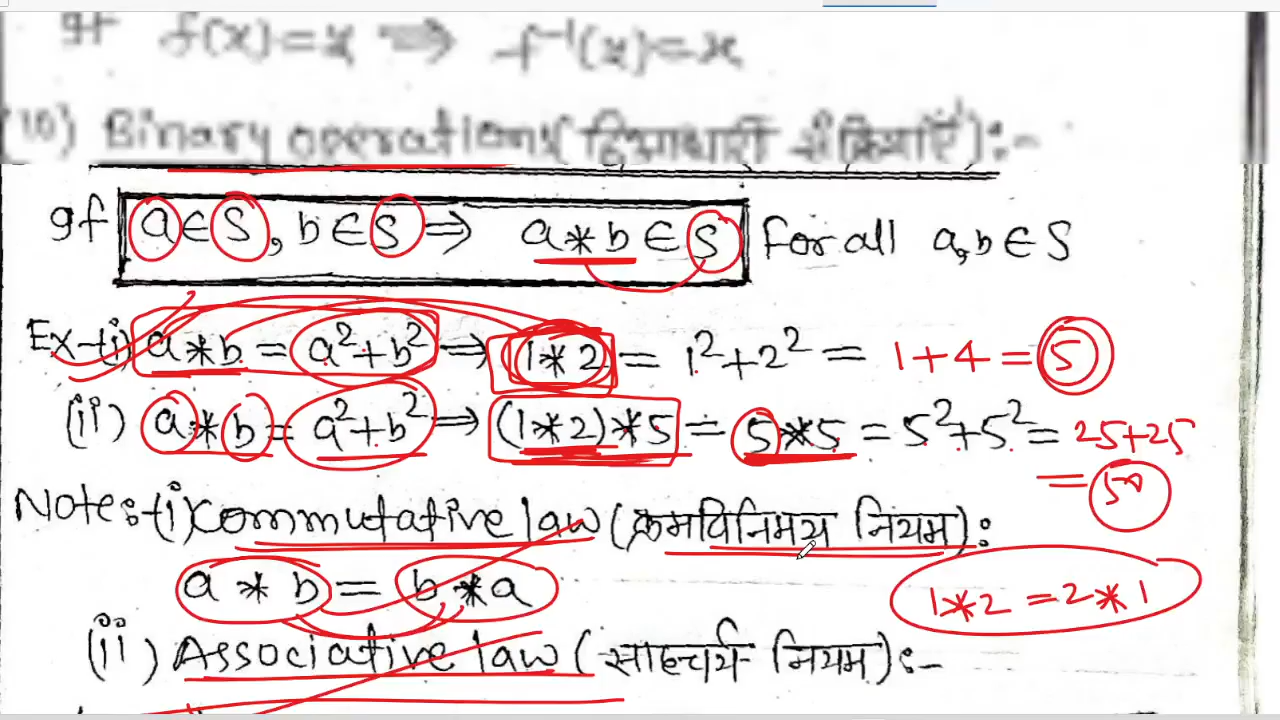 gf f(x)=x ⟹ f⁻¹(x)=x
(10) Binary operations (द्विआधारी संक्रियाएँ):-
gf a∈S, b∈S ⟹ a*b∈S for all a,b∈S
Ex-(i) a*b = a²+b² ⟹ 1*2 = 1²+2² = 1+4 = 5
(ii) a*b = a²+b² ⟹ (1*2)*5 = 5*5 = 5²+5² = 25+25
= 50
Note:-(i) Commutative law (क्रमविनिमय नियम):
a * b = b * a
1*2 = 2*1
(ii) Associative law (साहचर्य नियम):-